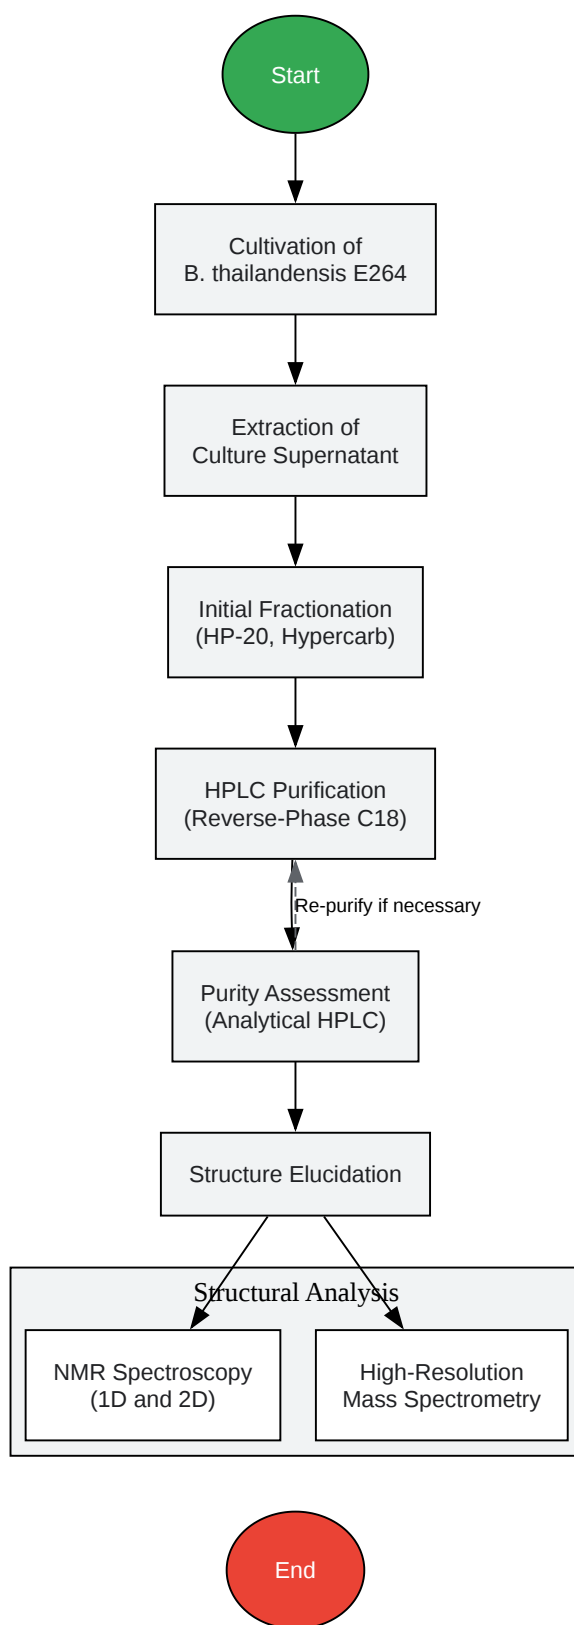 Start
Cultivation of
B. thailandensis E264
Extraction of
Culture Supernatant
Initial Fractionation
(HP-20, Hypercarb)
HPLC Purification
(Reverse-Phase C18)
Re-purify if necessary
Purity Assessment
(Analytical HPLC)
Structure Elucidation
Structural Analysis
NMR Spectroscopy
(1D and 2D)
High-Resolution
Mass Spectrometry
End